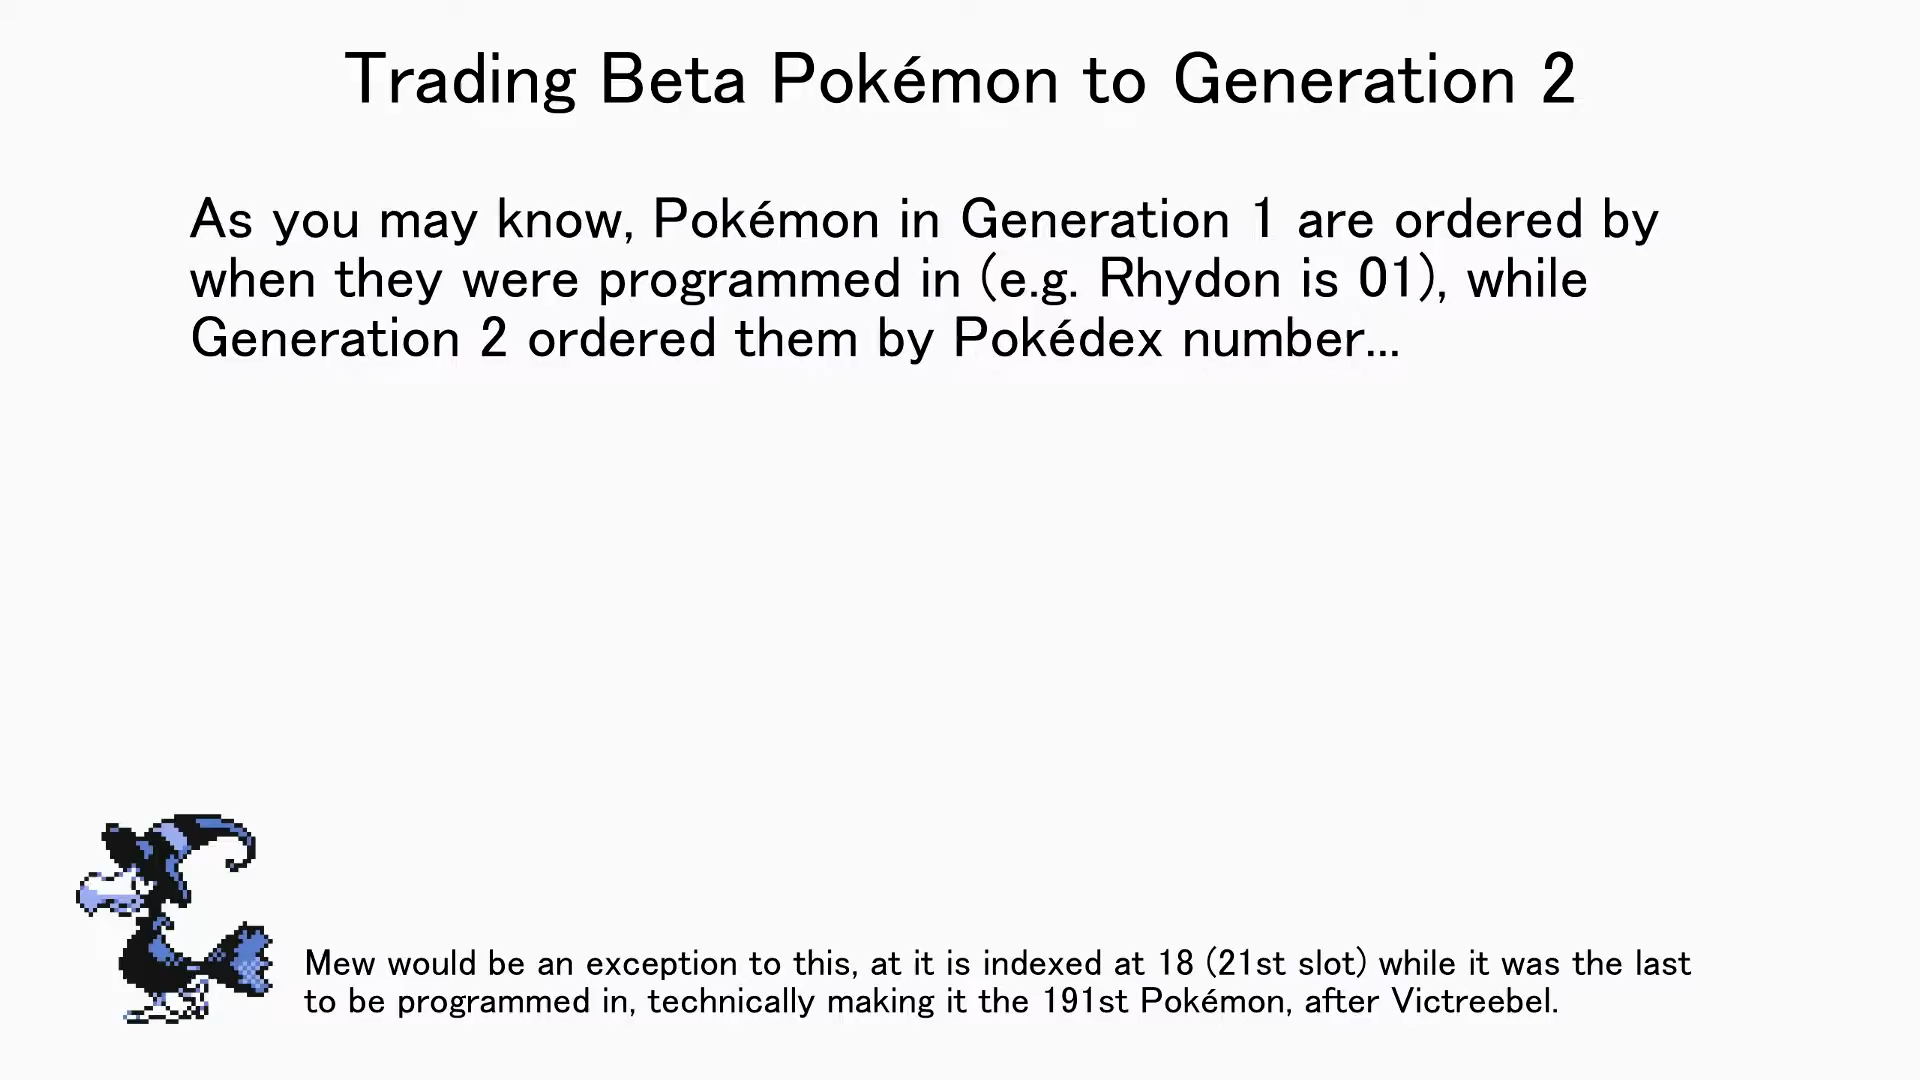 Trading Beta Pokémon to Generation 2
As you may know, Pokémon in Generation 1 are ordered by
when they were programmed in (e.g. Rhydon is 01), while
Generation 2 ordered them by Pokédex number...
Mew would be an exception to this, at it is indexed at 18 (21st slot) while it was the last
to be programmed in, technically making it the 191st Pokémon, after Victreebel.